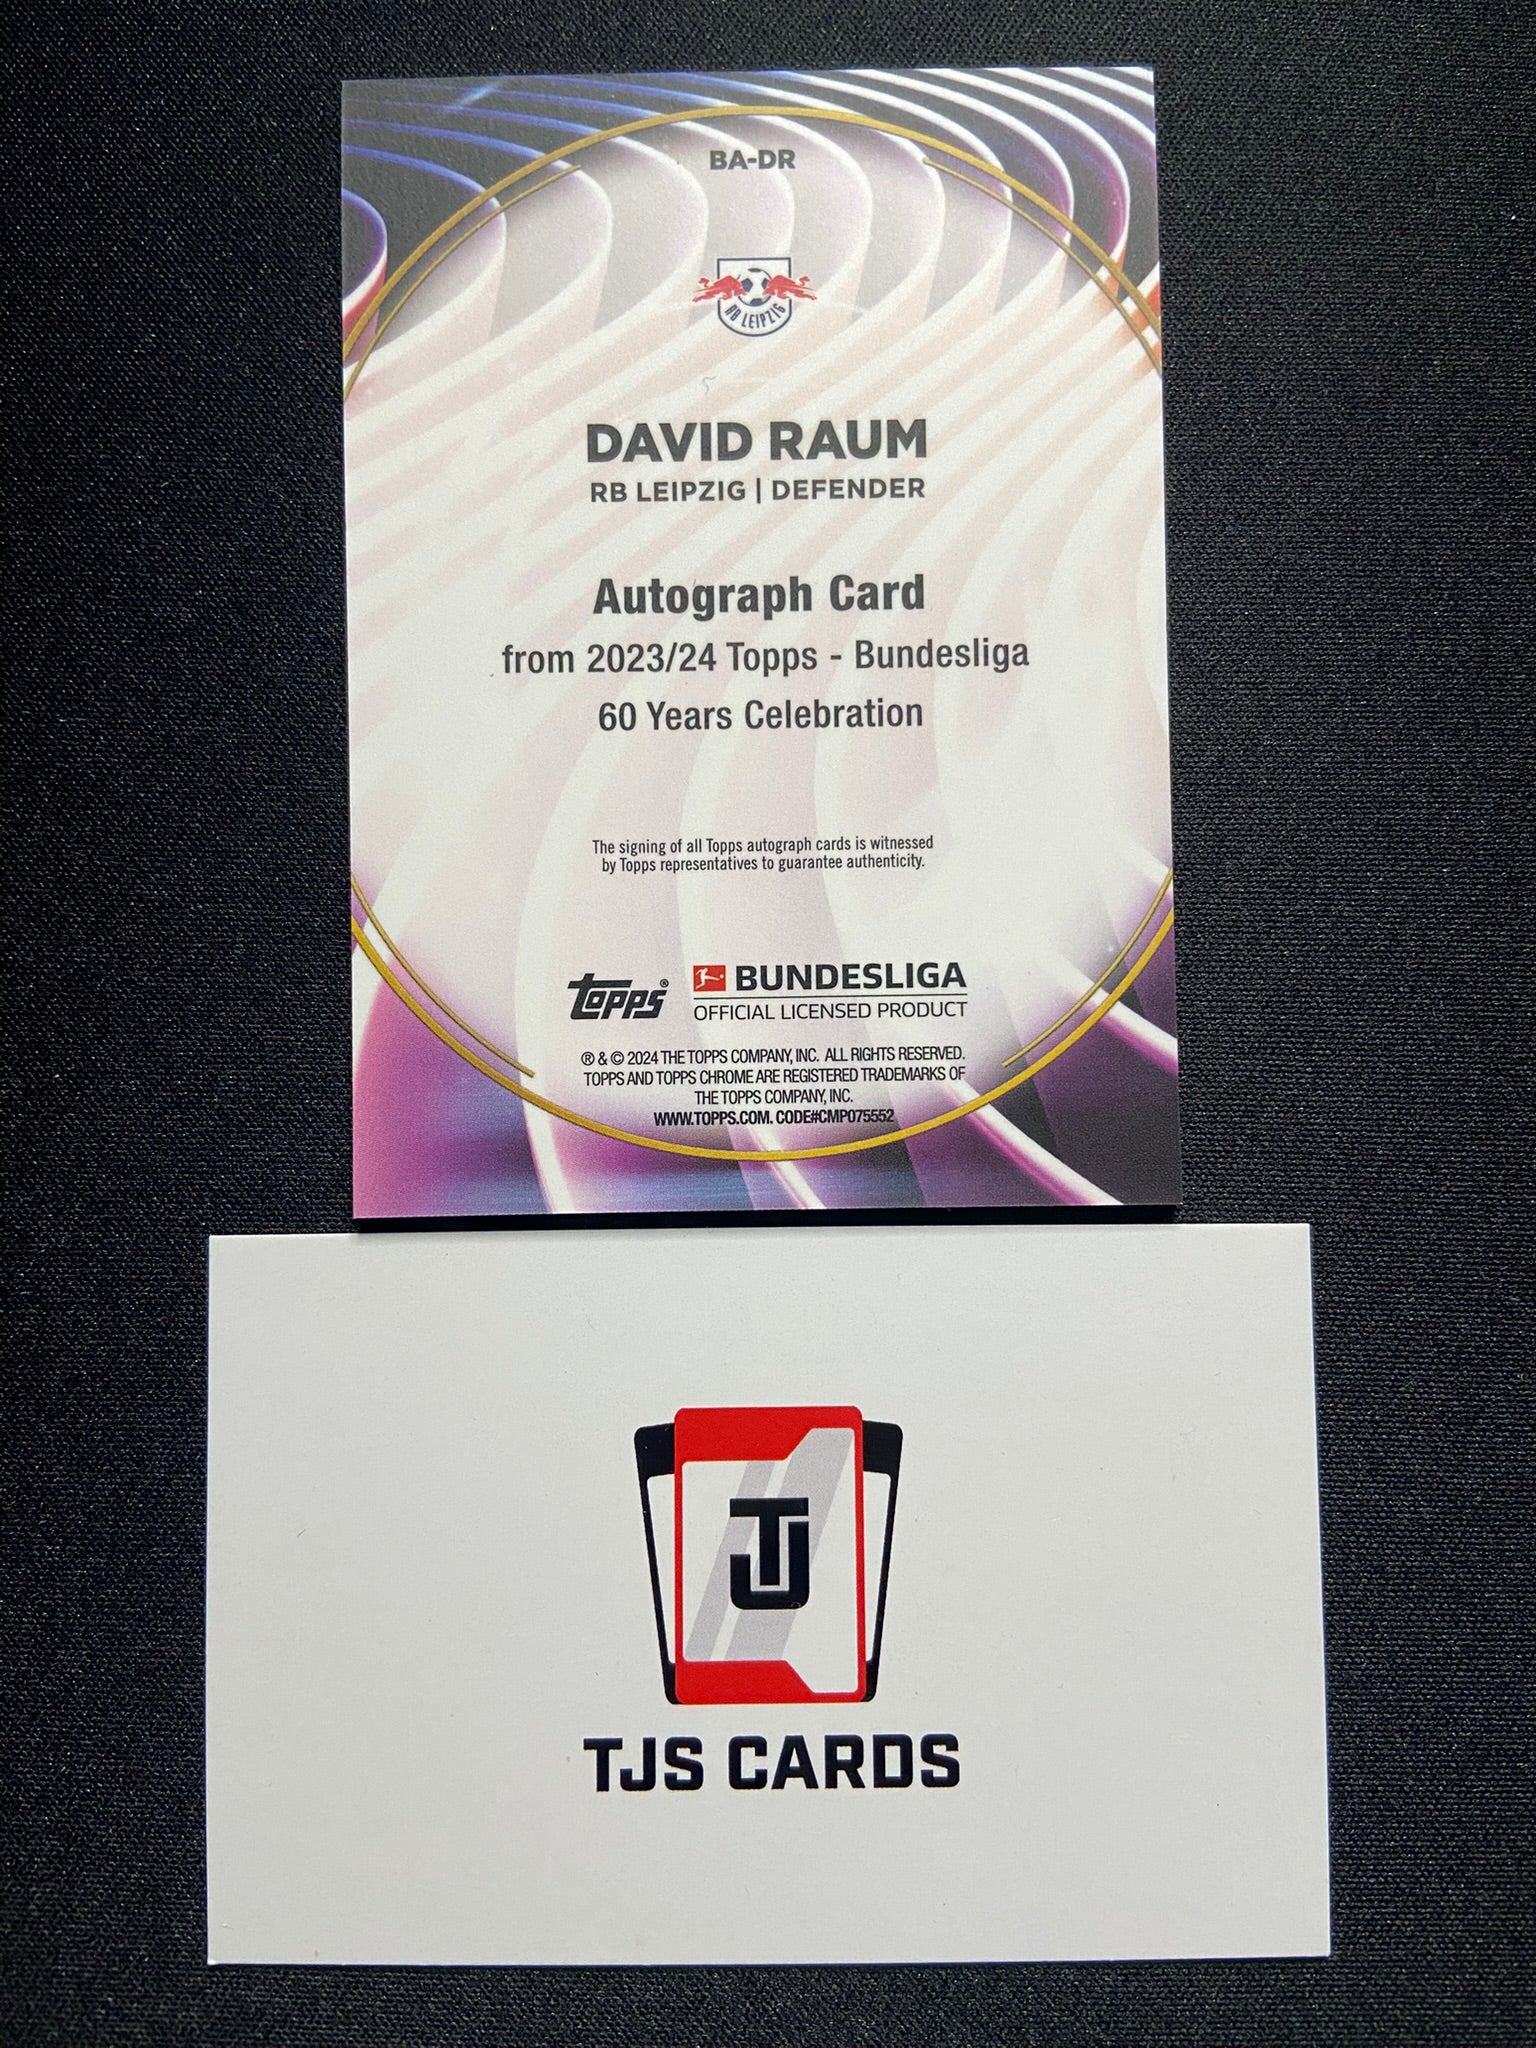 BA-DR
RB LEIPZIG
DAVID RAUM
RB LEIPZIG | DEFENDER
Autograph Card
from 2023/24 Topps - Bundesliga
60 Years Celebration
The signing of all Topps autograph cards is witnessed
by Topps representatives to guarantee authenticity.
topps®
BUNDESLIGA
OFFICIAL LICENSED PRODUCT
® & © 2024 THE TOPPS COMPANY, INC. ALL RIGHTS RESERVED.
TOPPS AND TOPPS CHROME ARE REGISTERED TRADEMARKS OF
THE TOPPS COMPANY, INC.
WWW.TOPPS.COM. CODE#CMP075552
TJ
TJS CARDS